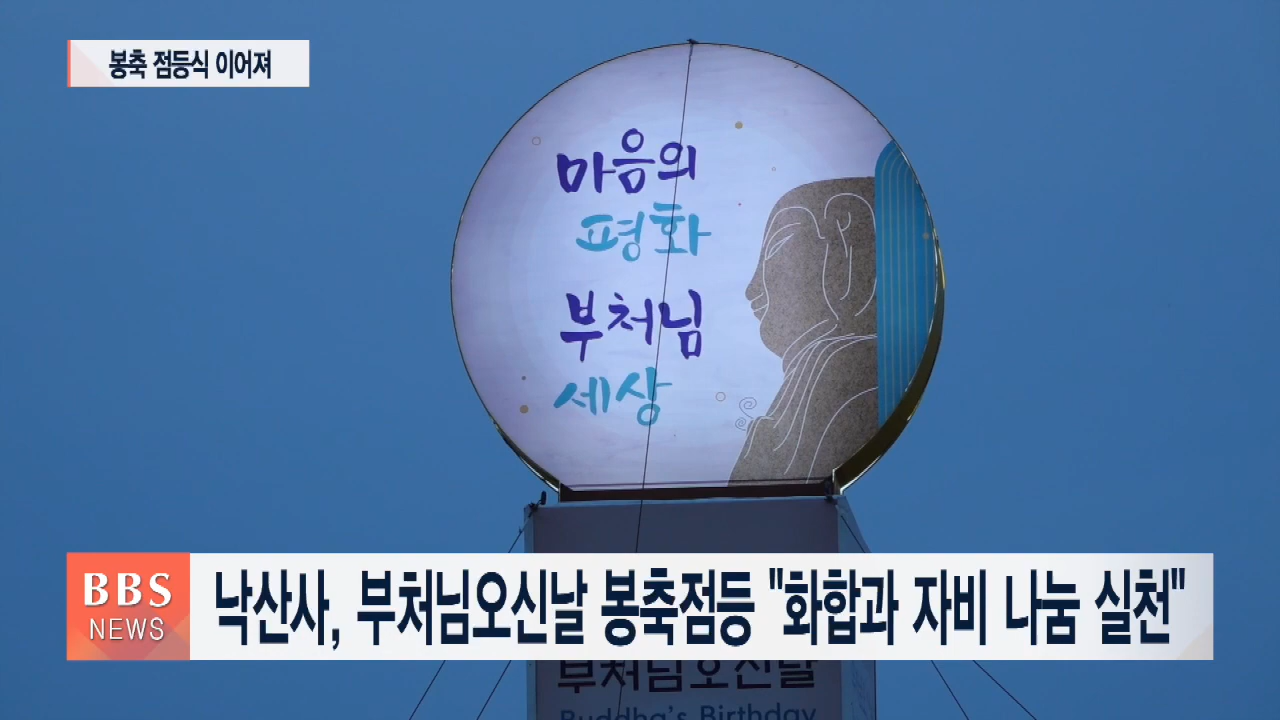 봉축 점등식 이어져
마음의
평화
부처님
세상
BBS
NEWS
낙산사, 부처님오신날 봉축점등 "화합과 자비 나눔 실천"
부처님오신날
Buddha's Birthday